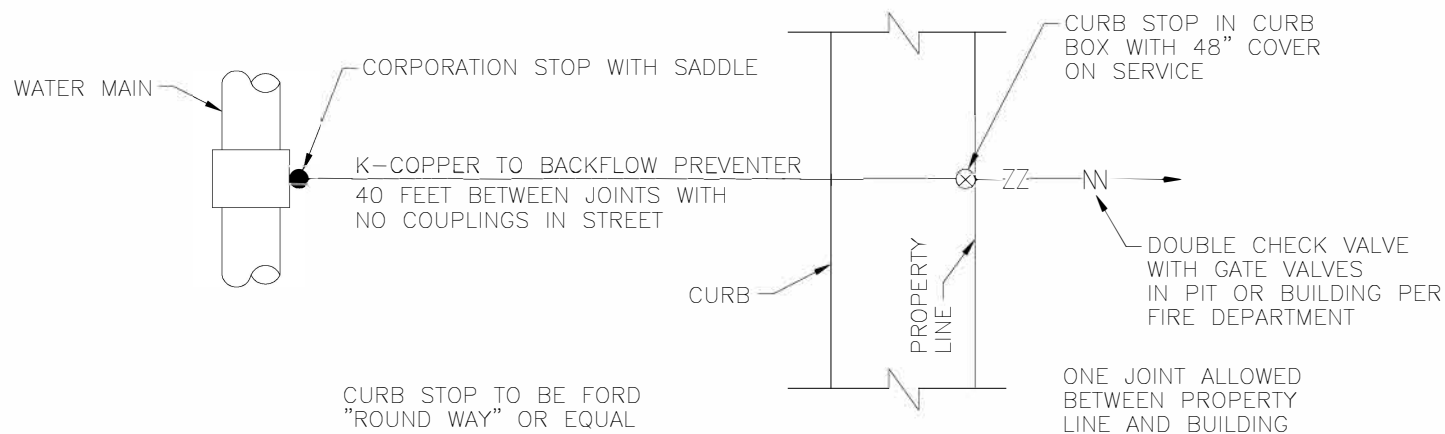 WATER MAIN
CORPORATION STOP WITH SADDLE
K-COPPER TO BACKFLOW PREVENTER
40 FEET BETWEEN JOINTS WITH
NO COUPLINGS IN STREET
CURB STOP TO BE FORD
"ROUND WAY" OR EQUAL
CURB
PROPERTY
LINE
CURB STOP IN CURB
BOX WITH 48" COVER
ON SERVICE
ZZ
NN
DOUBLE CHECK VALVE
WITH GATE VALVES
IN PIT OR BUILDING PER
FIRE DEPARTMENT
ONE JOINT ALLOWED
BETWEEN PROPERTY
LINE AND BUILDING